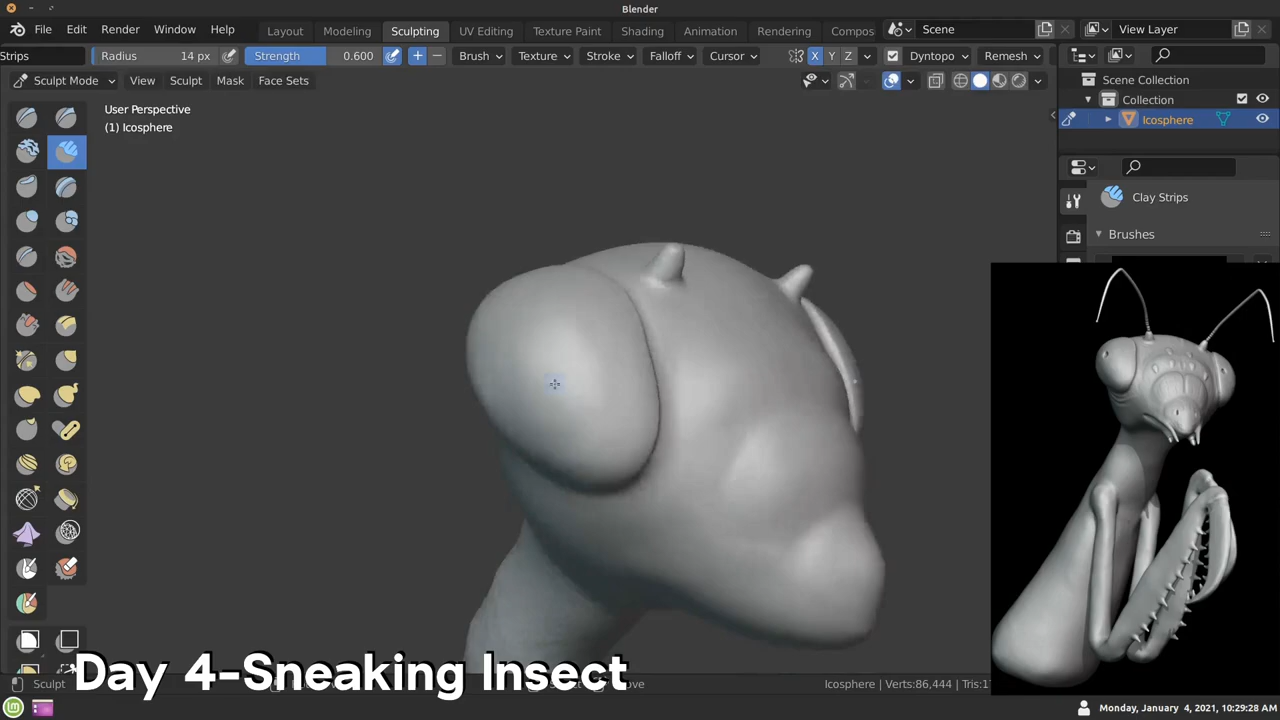 Blender
File Edit Render Window Help Layout Modeling Sculpting UV Editing Texture Paint Shading Animation Rendering Compos Scene View Layer
Strips Radius 14 px Strength 0.600 Brush Texture Stroke Falloff Cursor X Y Z Dyntopo Remesh
Sculpt Mode View Sculpt Mask Face Sets
Scene Collection
Collection
Icosphere
User Perspective
(1) Icosphere
Clay Strips
Brushes
Day 4-Sneaking Insect
Sculpt
Icosphere | Verts:86,444 | Tris:1
Monday, January 4, 2021, 10:29:28 AM